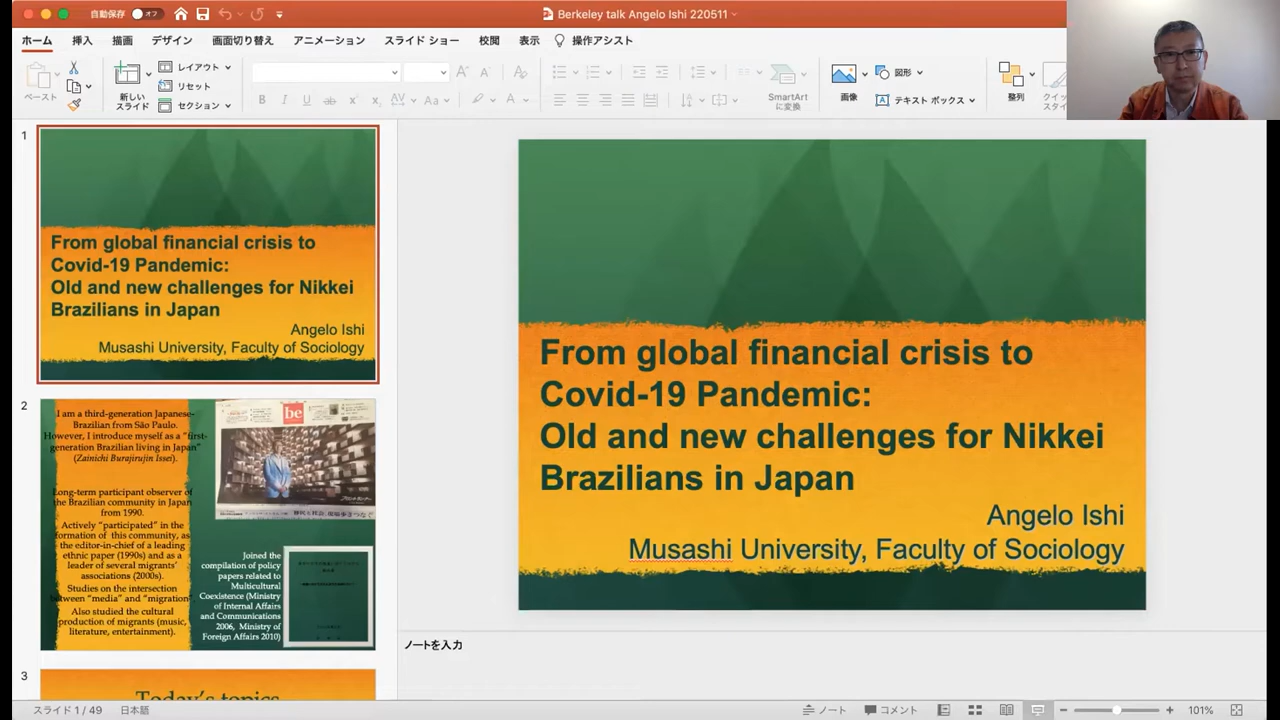 自動保存 オフ
Berkeley talk Angelo Ishi 220511
ホーム 挿入 描画 デザイン 画面切り替え アニメーション スライド ショー 校閲 表示 操作アシスト
ペースト
新しい
スライド
レイアウト
リセット
セクション
SmartArt
に変換
画像
図形
テキスト ボックス
整列
1
From global financial crisis to
Covid-19 Pandemic:
Old and new challenges for Nikkei
Brazilians in Japan
Angelo Ishi
Musashi University, Faculty of Sociology
2
I am a third-generation Japanese-
Brazilian from São Paulo.
However, I introduce myself as a "first-
generation Brazilian living in Japan"
(Zainichi Burajirujin Issei).
Long-term participant observer of
the Brazilian community in Japan
from 1990.
Actively "participated" in the
formation of this community, as
the editor-in-chief of a leading
ethnic paper (1990s) and as a
leader of several migrants'
associations (2000s).
Studies on the intersection
between "media" and "migration"
Also studied the cultural
production of migrants (music,
literature, entertainment).
be
Joined the
compilation of policy
papers related to
Multicultural
Coexistence (Ministry
of Internal Affairs
and Communications
2006, Ministry of
Foreign Affairs 2010)
3
Today's topics
From global financial crisis to
Covid-19 Pandemic:
Old and new challenges for Nikkei
Brazilians in Japan
Angelo Ishi
Musashi University, Faculty of Sociology
ノートを入力
スライド 1 / 49 日本語
ノート コメント 101%